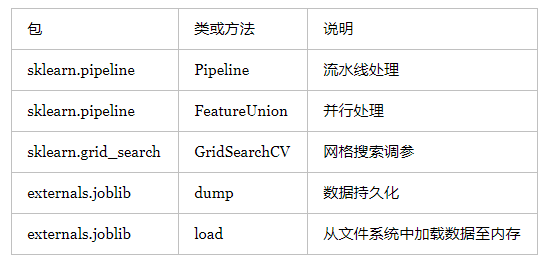 包 类或方法 说明
sklearn.pipeline Pipeline 流水线处理
sklearn.pipeline FeatureUnion 并行处理
sklearn.grid_search GridSearchCV 网格搜索调参
externals.joblib dump 数据持久化
externals.joblib load 从文件系统中加载数据至内存